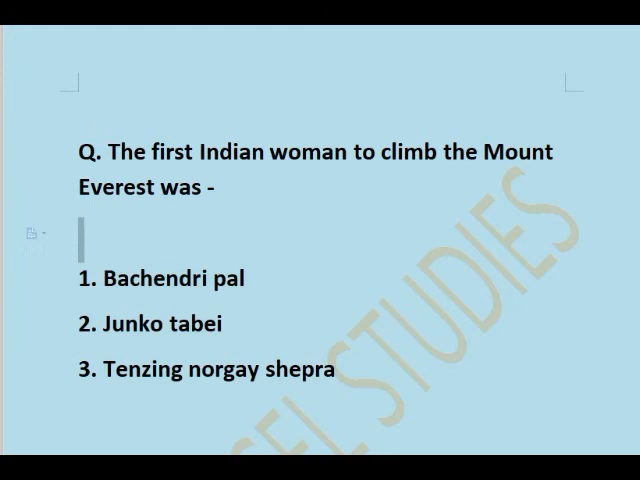 Q. The first Indian woman to climb the Mount
Everest was -
1. Bachendri pal
2. Junko tabei
3. Tenzing norgay shepra
SEL STUDIES